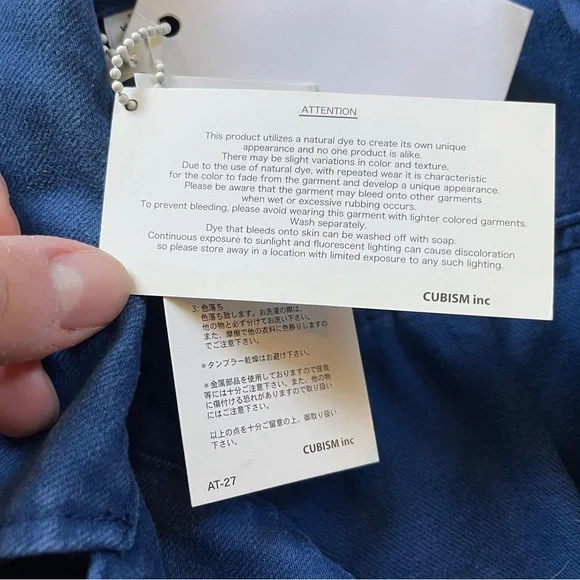 ATTENTION
This product utilizes a natural dye to create its own unique
appearance and no one product is alike.
There may be slight variations in color and texture.
Due to the use of natural dye, with repeated wear it is characteristic
for the color to fade from the garment and develop a unique appearance.
Please be aware that the garment may bleed onto other garments
when wet or excessive rubbing occurs.
To prevent bleeding, please avoid wearing this garment with lighter colored garments.
Wash separately.
Dye that bleeds onto skin can be washed off with soap.
Continuous exposure to sunlight and fluorescent lighting can cause discoloration
so please store away in a location with limited exposure to any such lighting.
CUBISM inc
3: 色落ち
色落ち致します。お洗濯の際は、
他の物と必ず分けてお洗い下さい。
また、摩擦で他の衣料に色移りしますの
でご注意下さい。
＊タンブラー乾燥はお避け下さい。
＊金属部品を使用しておりますので怪我
等には十分ご注意下さい。また、他の物
に傷付ける恐れがありますので取り扱い
にはご注意下さい。
以上の点を十分ご留意の上、御取り扱い
下さい。
CUBISM inc
AT-27